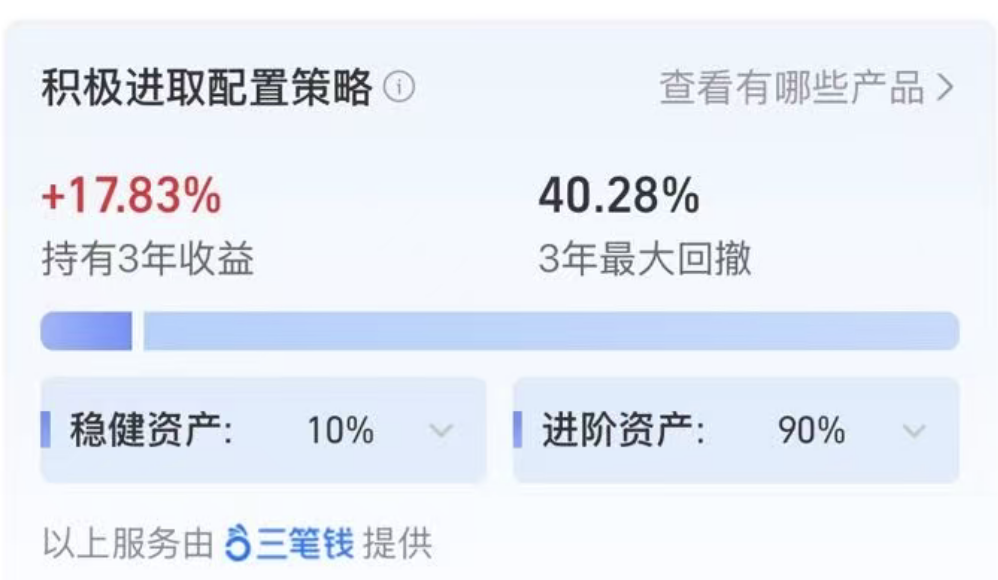 积极进取配置策略 查看有哪些产品
+17.83% 40.28%
持有3年收益 3年最大回撤
稳健资产: 10% 进阶资产: 90%
以上服务由 三笔钱 提供